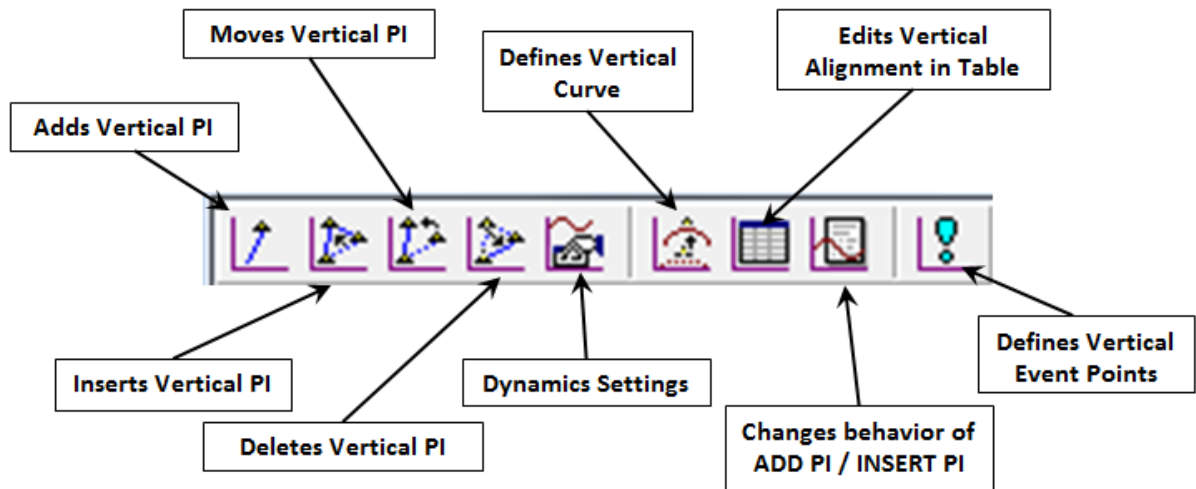 Moves Vertical PI
Defines Vertical
Curve
Edits Vertical
Alignment in Table
Adds Vertical PI
Inserts Vertical PI
Deletes Vertical PI
Dynamics Settings
Changes behavior of
ADD PI / INSERT PI
Defines Vertical
Event Points